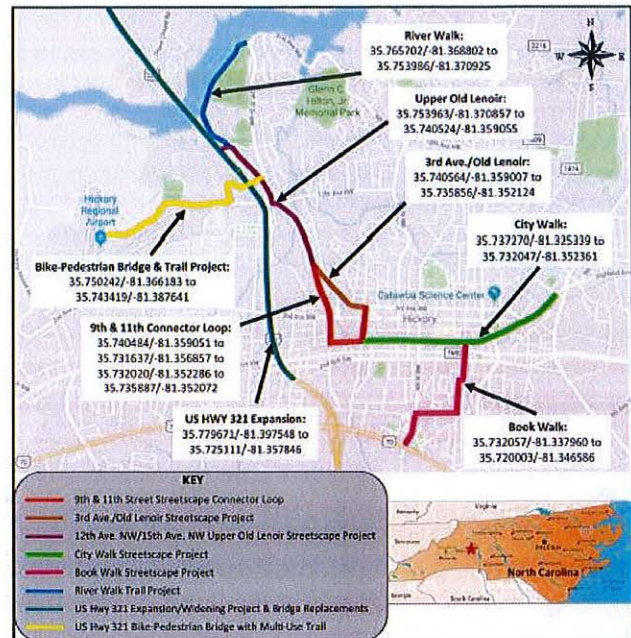 River Walk:
35.765702/-81.368802 to
35.753986/-81.370925
N
W
E
S
Glenn C.
Hilton, Jr
Memorial Park
Upper Old Lenoir:
35.753963/-81.370857 to
35.740524/-81.359055
3rd Ave./Old Lenoir:
35.740564/-81.359007 to
35.735856/-81.352124
Hickory
Regional
Airport
City Walk:
35.737270/-81.325339 to
35.732047/-81.352361
Bike-Pedestrian Bridge & Trail Project:
35.750242/-81.366183 to
35.743419/-81.387641
Catawba Science Center
Hickory
9th & 11th Connector Loop:
35.740484/-81.359051 to
35.731637/-81.356857 to
35.732020/-81.352286 to
35.735887/-81.352072
US HWY 321 Expansion:
35.779671/-81.397548 to
35.725111/-81.357846
Book Walk:
35.732057/-81.337960 to
35.720003/-81.346586
70
70
KEY
9th & 11th Street Streetscape Connector Loop
3rd Ave./Old Lenoir Streetscape Project
12th Ave. NW/15th Ave. NW Upper Old Lenoir Streetscape Project
City Walk Streetscape Project
Book Walk Streetscape Project
River Walk Trail Project
US Hwy 321 Expansion/Widening Project & Bridge Replacements
US Hwy 321 Bike-Pedestrian Bridge with Multi-Use Trail
Virginia
RALEIGH
North Carolina
South Carolina